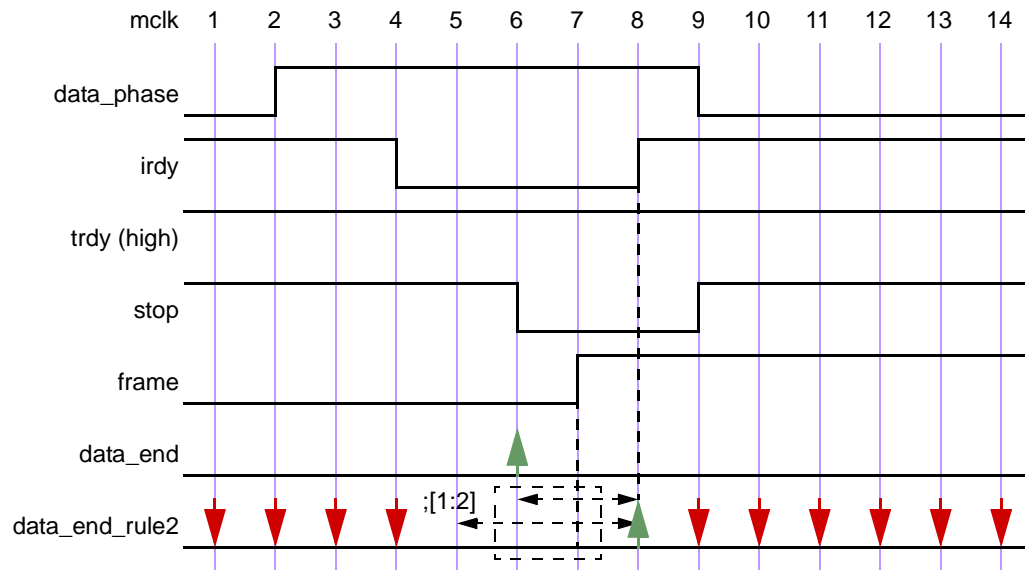 mclk 1 2 3 4 5 6 7 8 9 10 11 12 13 14
data_phase
irdy
trdy (high)
stop
frame
data_end
;[1:2]
data_end_rule2